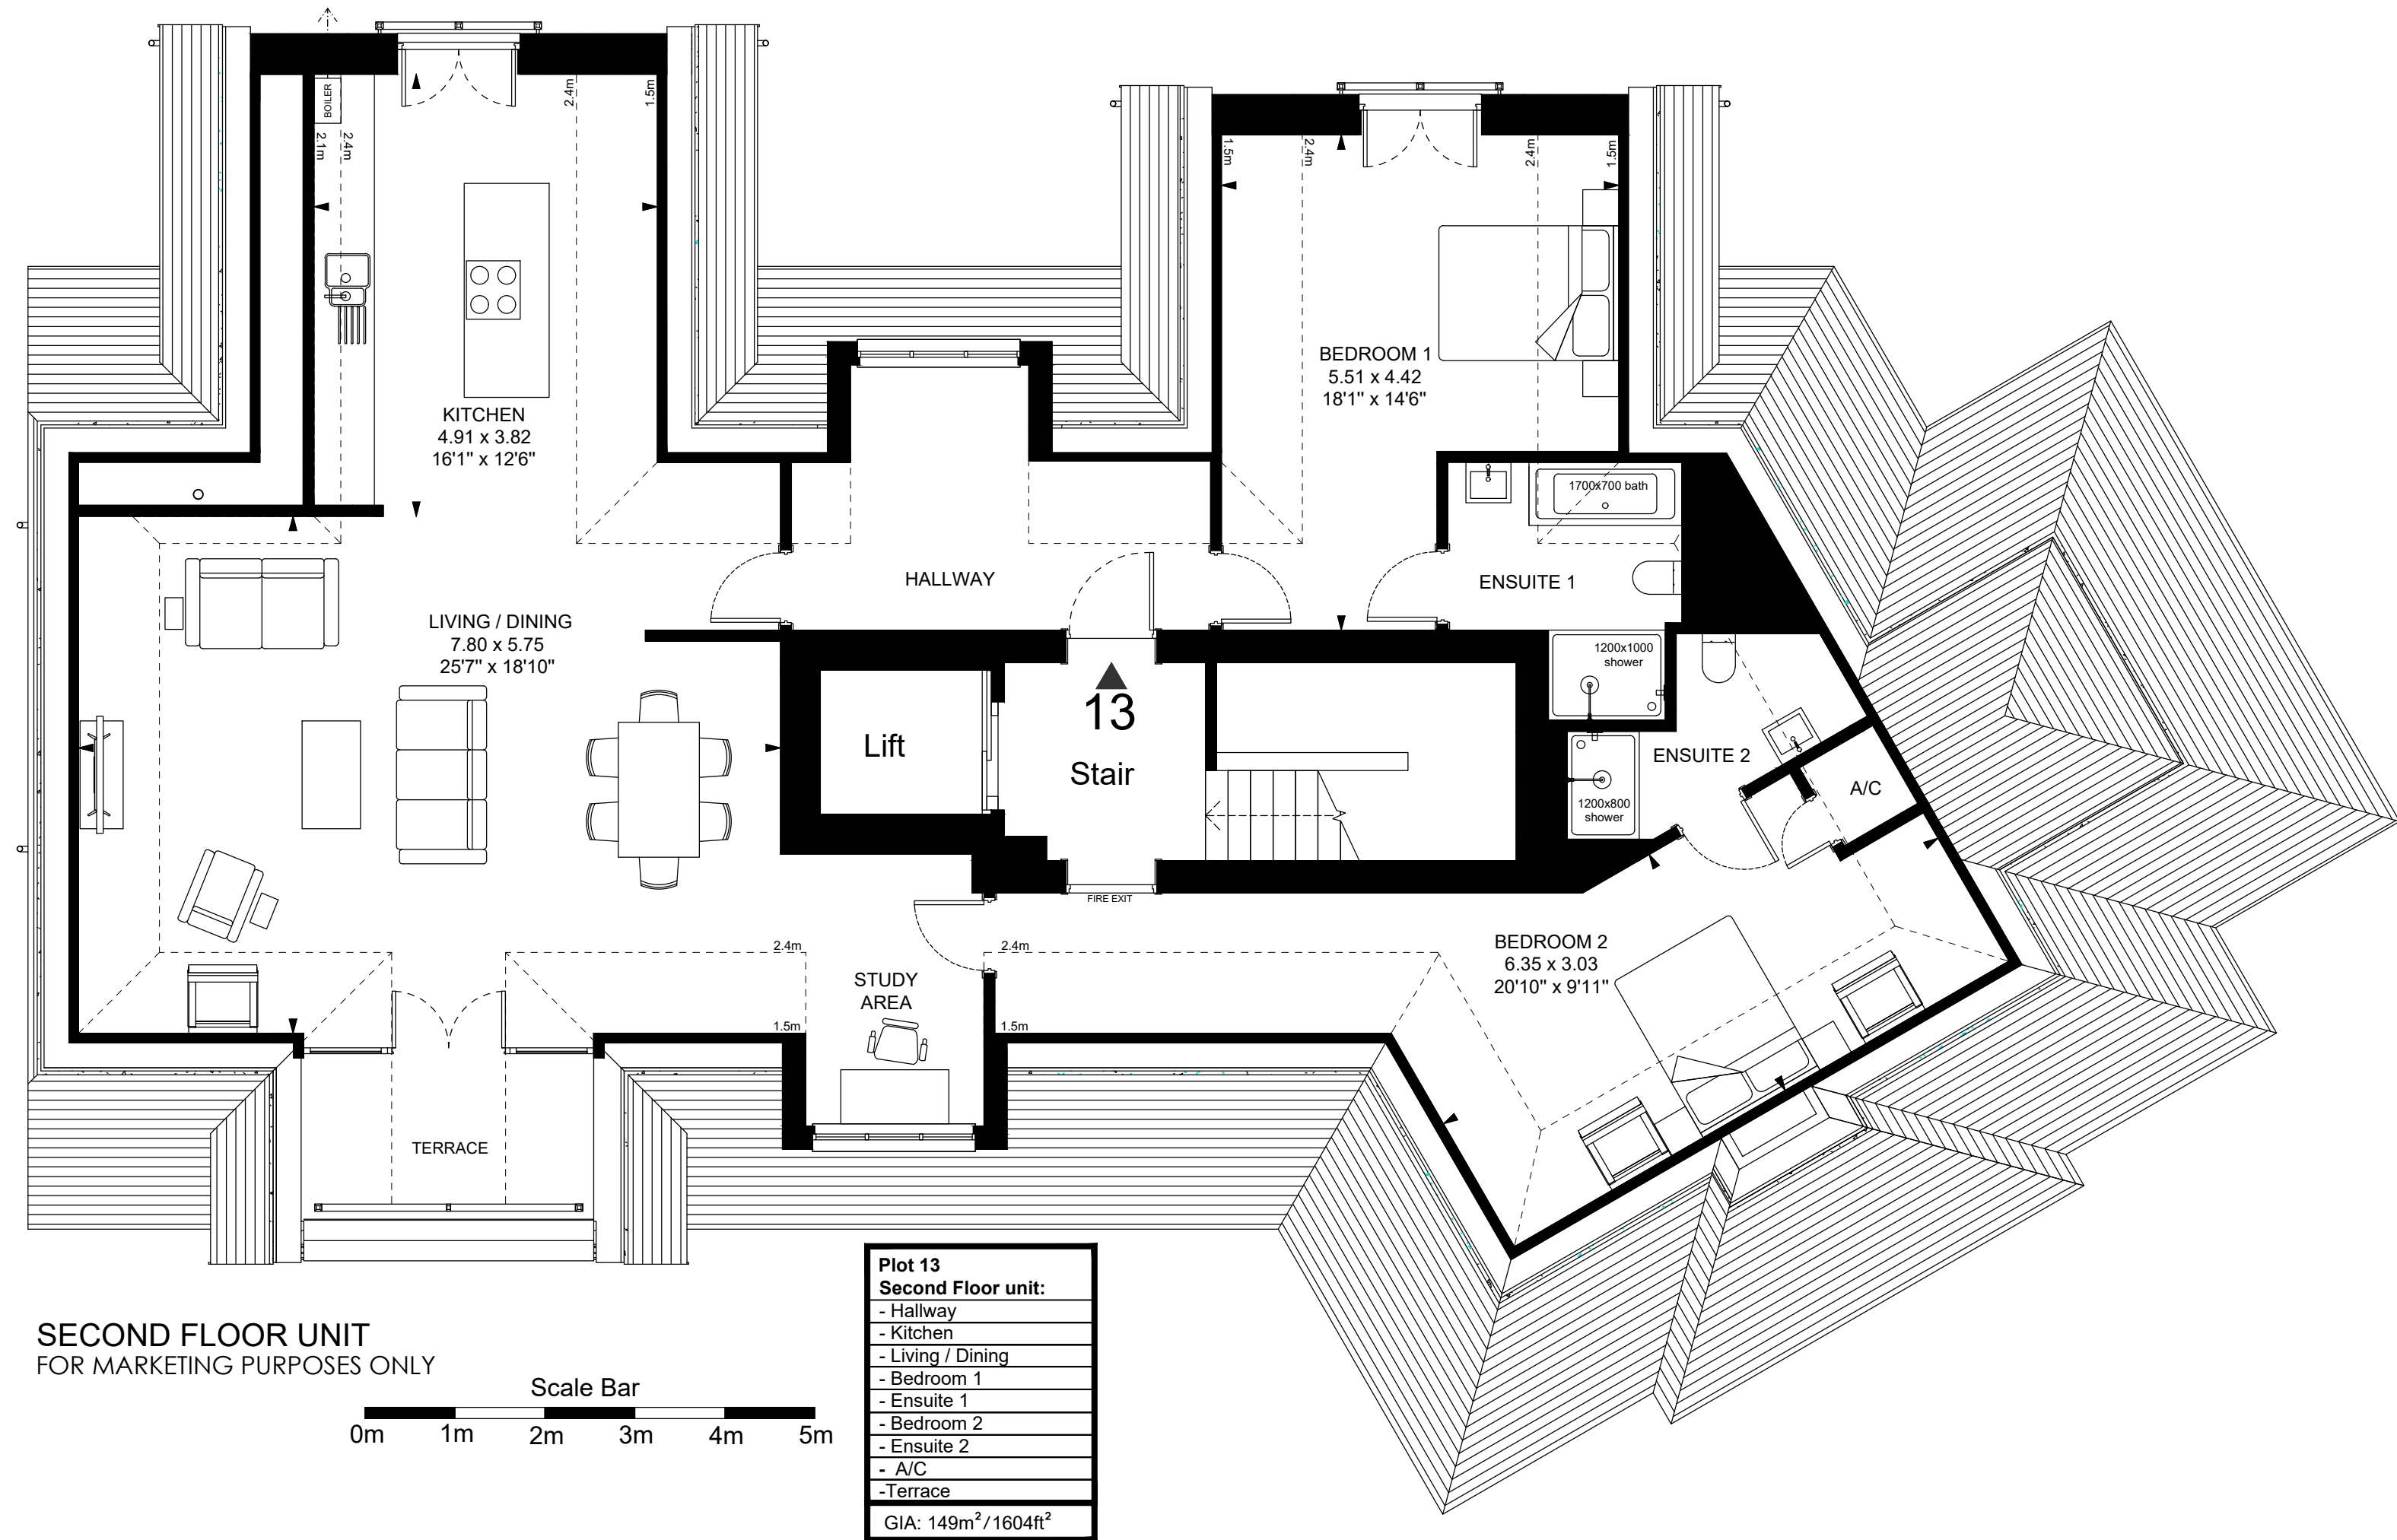 BOILER
2.1m
2.4m
2.4m
1.5m
1.5m
2.4m
2.4m
1.5m
KITCHEN
4.91 x 3.82
16'1" x 12'6"
BEDROOM 1
5.51 x 4.42
18'1" x 14'6"
1700x700 bath
HALLWAY
ENSUITE 1
LIVING / DINING
7.80 x 5.75
25'7" x 18'10"
1200x1000
shower
13
Lift
Stair
ENSUITE 2
A/C
1200x800
shower
FIRE EXIT
2.4m
2.4m
BEDROOM 2
6.35 x 3.03
20'10" x 9'11"
STUDY
AREA
1.5m
1.5m
TERRACE
Plot 13
Second Floor unit:
- Hallway
- Kitchen
- Living / Dining
- Bedroom 1
- Ensuite 1
- Bedroom 2
- Ensuite 2
- A/C
-Terrace
GIA: 149m²/1604ft²
SECOND FLOOR UNIT
FOR MARKETING PURPOSES ONLY
Scale Bar
0m 1m 2m 3m 4m 5m